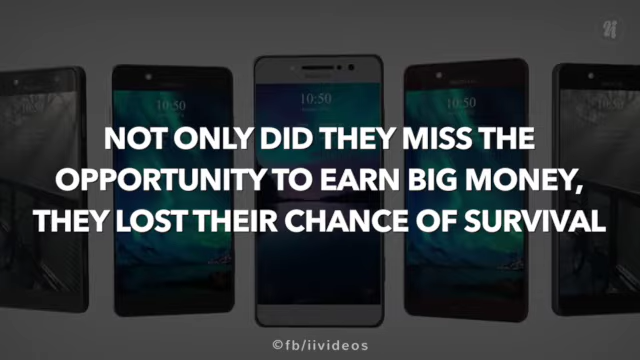 10:50
10:50
10:50
NOT ONLY DID THEY MISS THE
OPPORTUNITY TO EARN BIG MONEY,
THEY LOST THEIR CHANCE OF SURVIVAL
©fb/iivideos